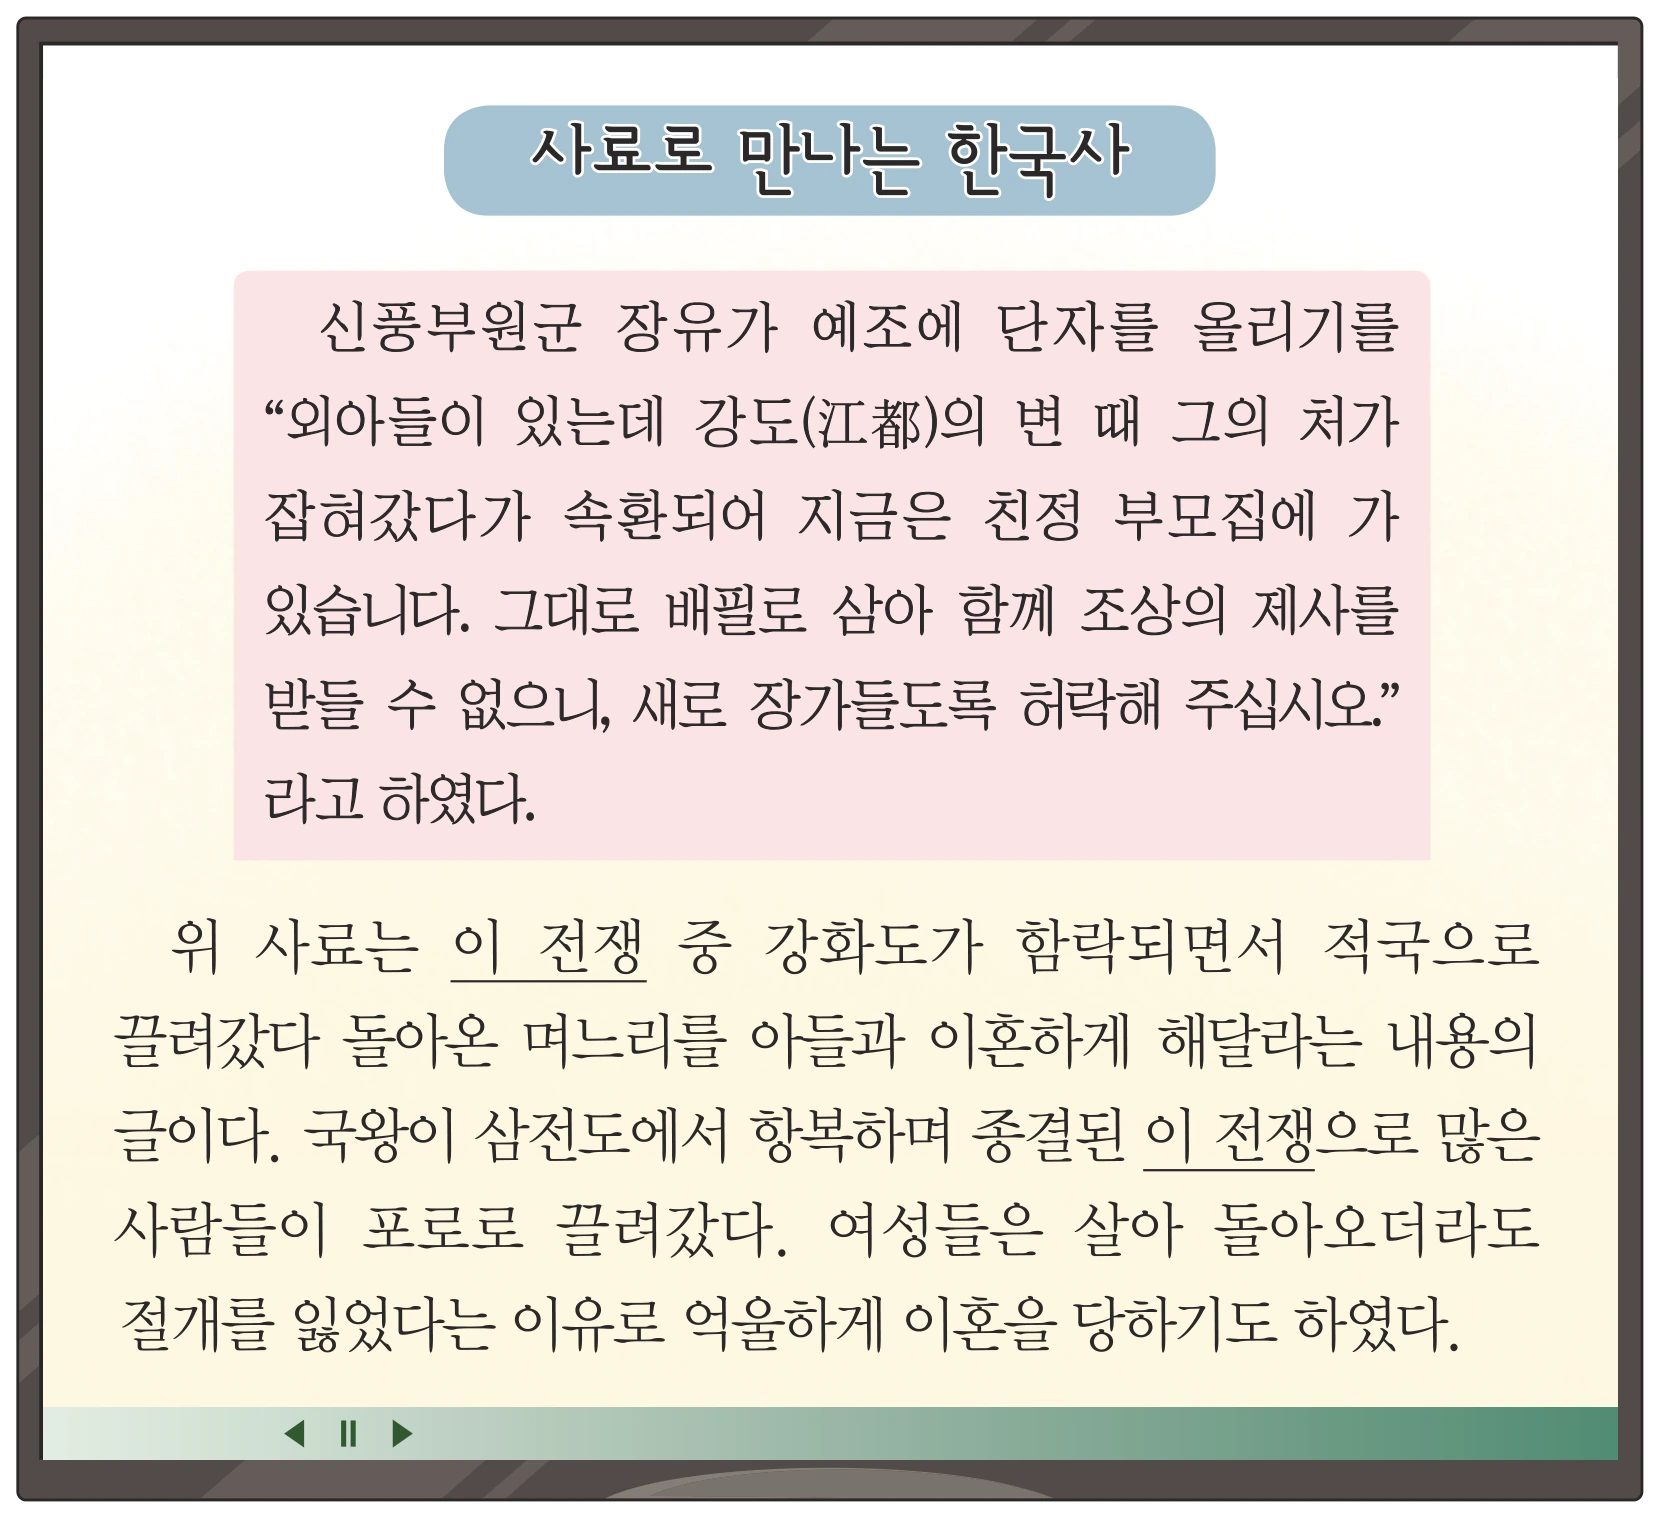 사료로 만나는 한국사
신풍부원군 장유가 예조에 단자를 올리기를
“외아들이 있는데 강도(江都)의 변 때 그의 처가
잡혀갔다가 속환되어 지금은 친정 부모집에 가
있습니다. 그대로 배필로 삼아 함께 조상의 제사를
받들 수 없으니, 새로 장가들도록 허락해 주십시오.”
라고 하였다.
위 사료는 이 전쟁 중 강화도가 함락되면서 적국으로
끌려갔다 돌아온 며느리를 아들과 이혼하게 해달라는 내용의
글이다. 국왕이 삼전도에서 항복하며 종결된 이 전쟁으로 많은
사람들이 포로로 끌려갔다. 여성들은 살아 돌아오더라도
절개를 잃었다는 이유로 억울하게 이혼을 당하기도 하였다.